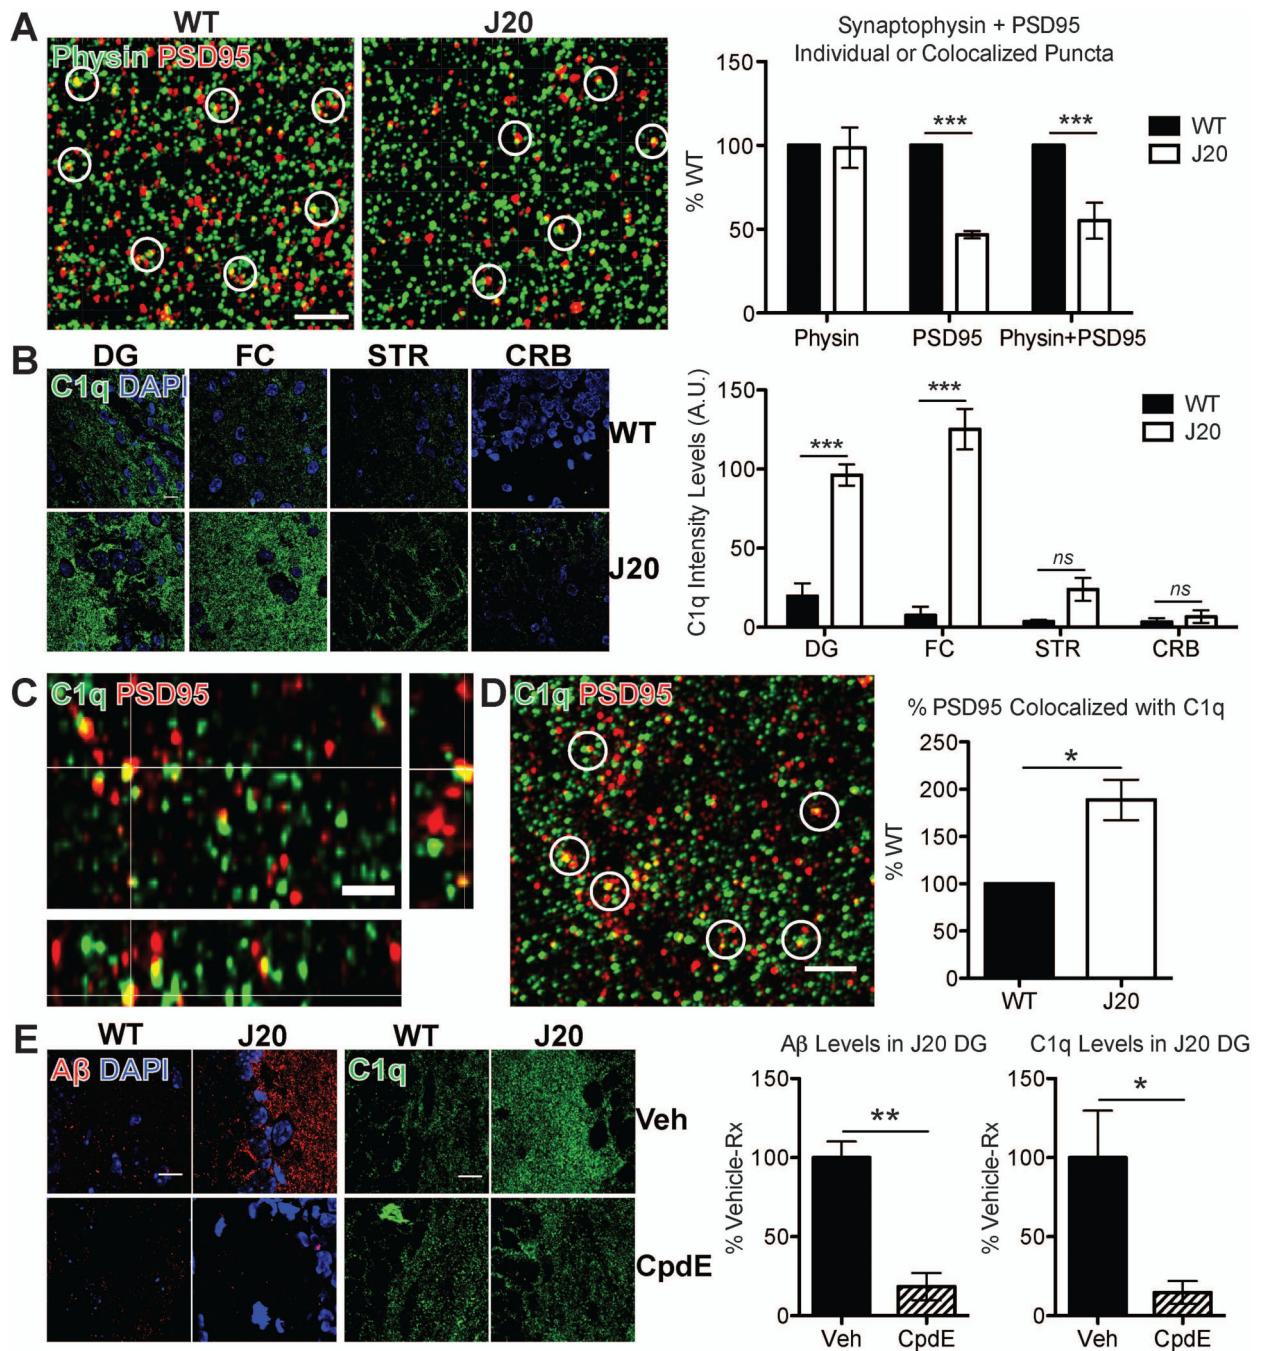 A
WT
J20
Physin PSD95
Synaptophysin + PSD95
Individual or Colocalized Puncta
% WT
150
100
50
0
***
***
WT
J20
Physin
PSD95
Physin+PSD95
B
DG
FC
STR
CRB
C1q DAPI
WT
J20
C1q Intensity Levels (A.U.)
150
100
50
0
***
***
ns
ns
WT
J20
DG
FC
STR
CRB
C
C1q PSD95
D
C1q PSD95
% PSD95 Colocalized with C1q
% WT
250
200
150
100
50
0
*
WT
J20
E
WT
J20
WT
J20
Aβ DAPI
C1q
Veh
CpdE
Aβ Levels in J20 DG
% Vehicle-Rx
150
100
50
0
**
Veh
CpdE
C1q Levels in J20 DG
% Vehicle-Rx
150
100
50
0
*
Veh
CpdE